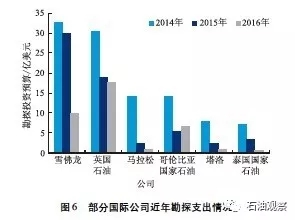 2014年 2015年 2016年
35
30
25
20
15
10
5
0
勘探投资预算/亿美元
雪佛龙 英国石油 马拉松 哥伦比亚国家石油 塔洛 泰国国家石油
公司
图6 部分国际公司近年勘探支出情况
石油观察